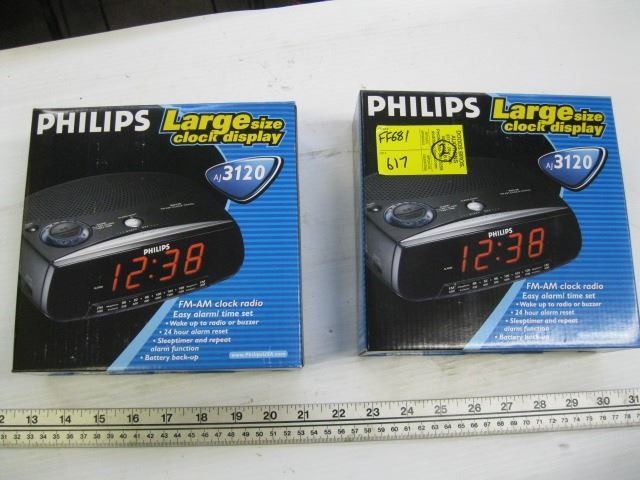 PHILIPS
Large size
clock display
AJ 3120
PHILIPS
12:38
FM-AM clock radio
Easy alarm/ time set
• Wake up to radio or buzzer
• 24 hour alarm reset
• Sleeptimer and repeat
alarm function
• Battery back-up
www.PhilipsUSA.com
PHILIPS
Large size
clock display
FF681
617
AJ 3120
PHILIPS
12:38
FM-AM clock radio
Easy alarm/ time set
• Wake up to radio or buzzer
• 24 hour alarm reset
• Sleeptimer and repeat
alarm function
• Battery back-up
13 14 15 16 17 18 19 20 21 22 23 24 25 26 27 28 29 30 31